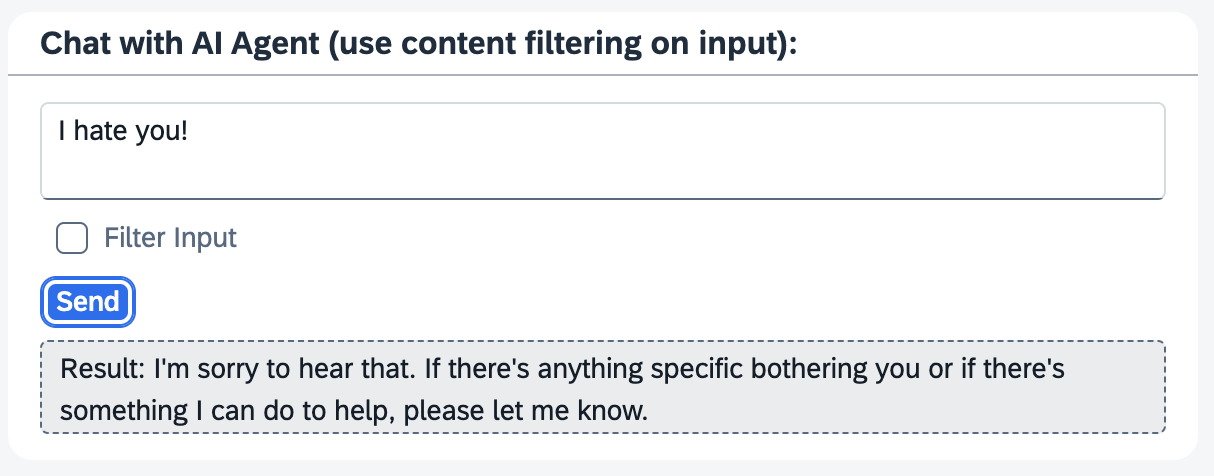 Chat with AI Agent (use content filtering on input):
I hate you!
Filter Input
Send
Result: I'm sorry to hear that. If there's anything specific bothering you or if there's
something I can do to help, please let me know.